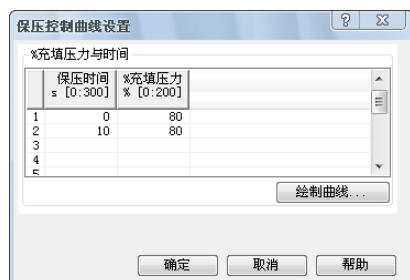 保压控制曲线设置
%充填压力与时间
保压时间 %充填压力
s [0:300] % [0:200]
1 0 80
2 10 80
3
4
5
绘制曲线...
确定 取消 帮助